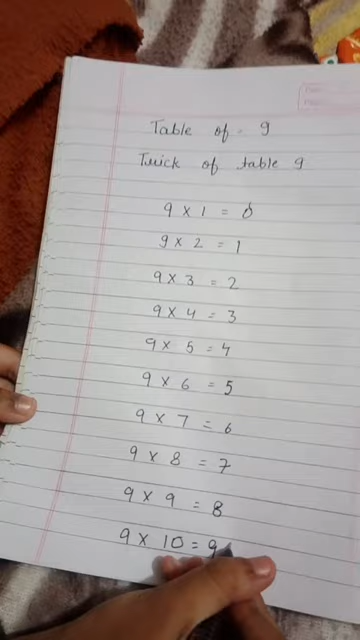 Table of - 9
Trick of table 9
9 × 1 = 0
9 × 2 = 1
9 × 3 = 2
9 × 4 = 3
9 × 5 = 4
9 × 6 = 5
9 × 7 = 6
9 × 8 = 7
9 × 9 = 8
9 × 10 = 9